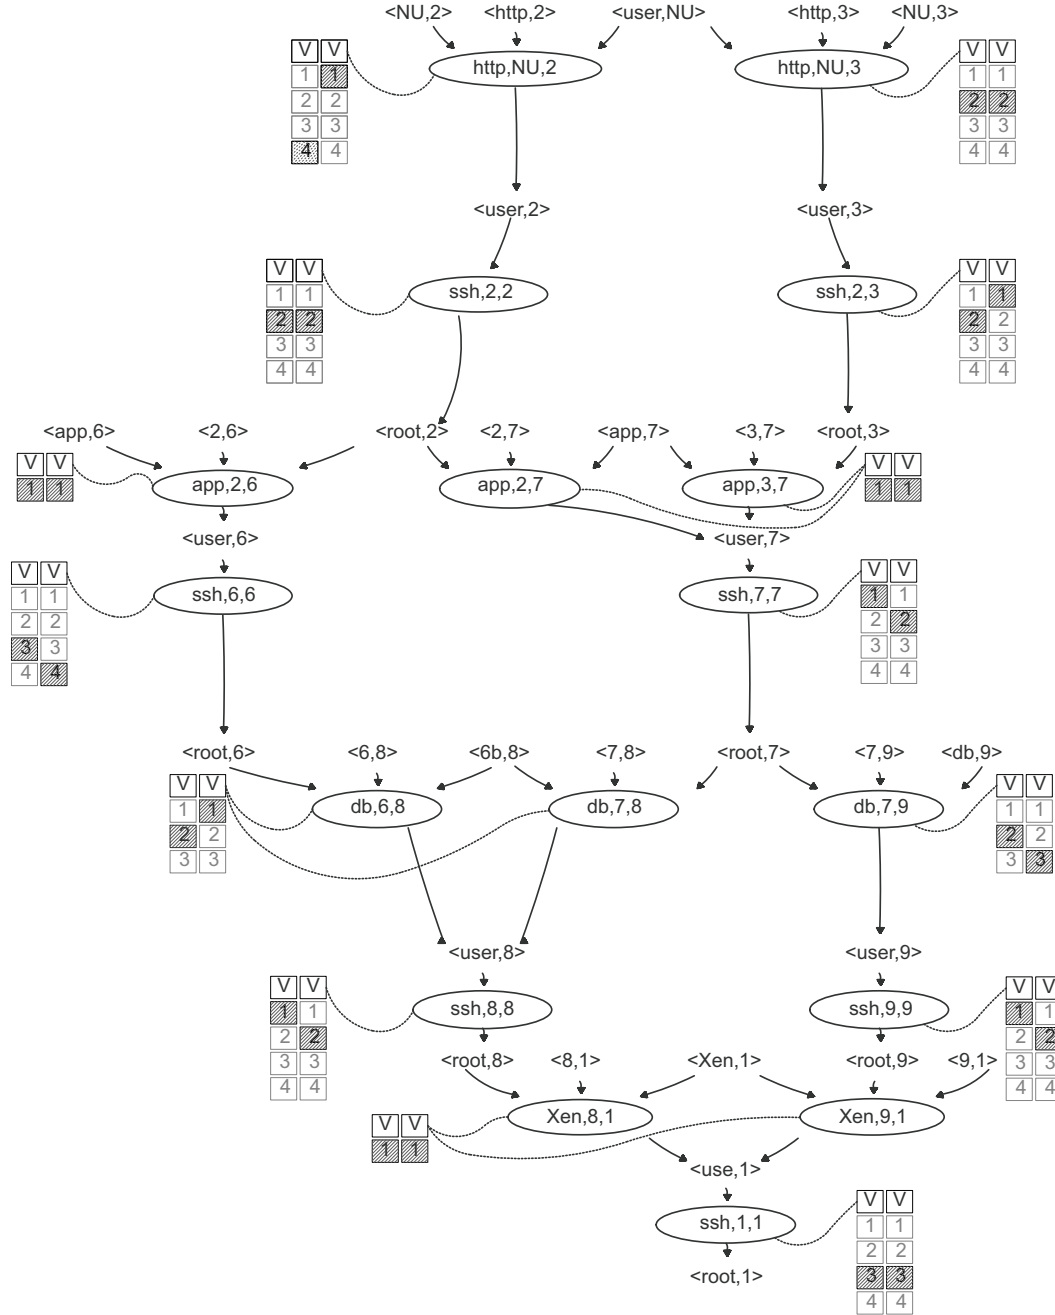 <NU,2> <http,2> <user,NU> <http,3> <NU,3>
V V http,NU,2 http,NU,3 V V
1 1 1 1
2 2 2 2
3 3 3 3
4 4 4 4
<user,2> <user,3>
V V ssh,2,2 ssh,2,3 V V
1 1 1 1
2 2 2 2
3 3 3 3
4 4 4 4
<app,6> <2,6> <root,2> <2,7> <app,7> <3,7> <root,3>
V V app,2,6 app,2,7 app,3,7 V V
1 1 1 1
<user,6> <user,7>
V V ssh,6,6 ssh,7,7 V V
1 1 1 1
2 2 2 2
3 3 3 3
4 4 4 4
<root,6> <6,8> <6b,8> <7,8> <root,7> <7,9> <db,9>
V V db,6,8 db,7,8 db,7,9 V V
1 1 1 1
2 2 2 2
3 3 3 3
<user,8> <user,9>
V V ssh,8,8 ssh,9,9 V V
1 1 1 1
2 2 2 2
3 3 3 3
4 4 4 4
<root,8> <8,1> <Xen,1> <root,9> <9,1>
V V Xen,8,1 Xen,9,1
1 1
<use,1>
ssh,1,1 V V
1 1
2 2
3 3
4 4
<root,1>